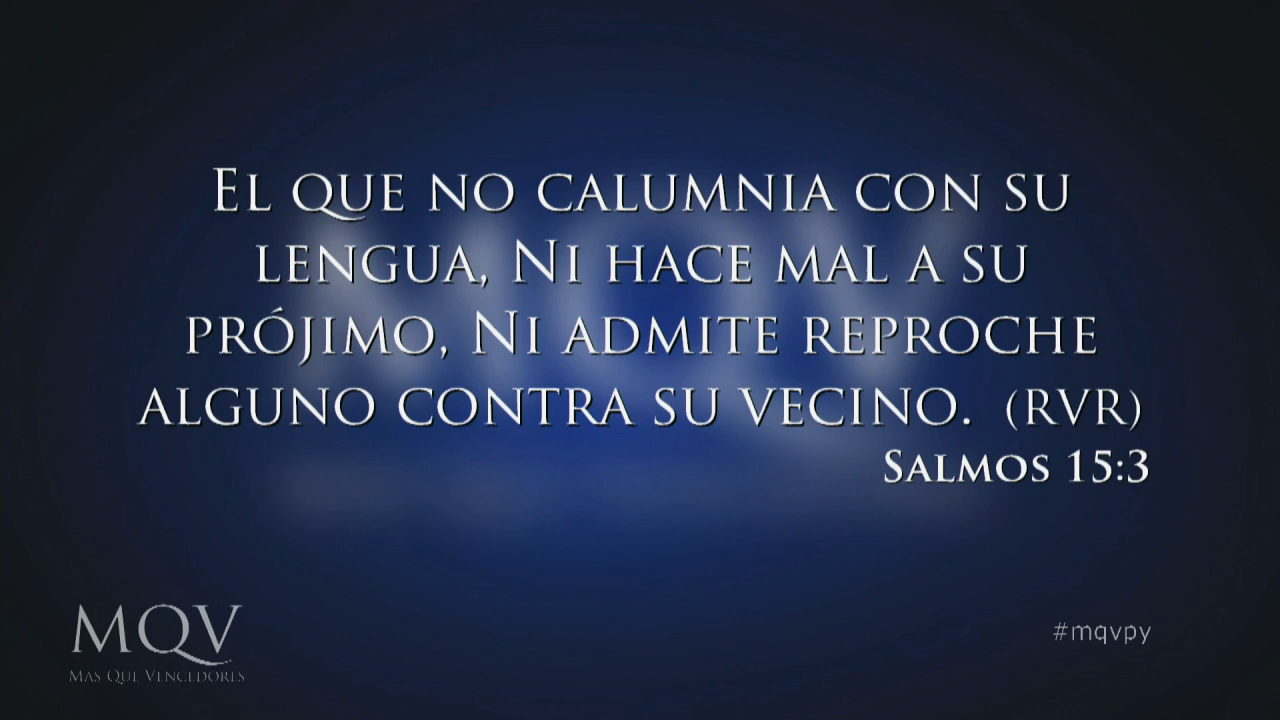 El que no calumnia con su
lengua, Ni hace mal a su
prójimo, Ni admite reproche
alguno contra su vecino. (RVR)
Salmos 15:3
MQV
Mas Que Vencedores
#mqvpy